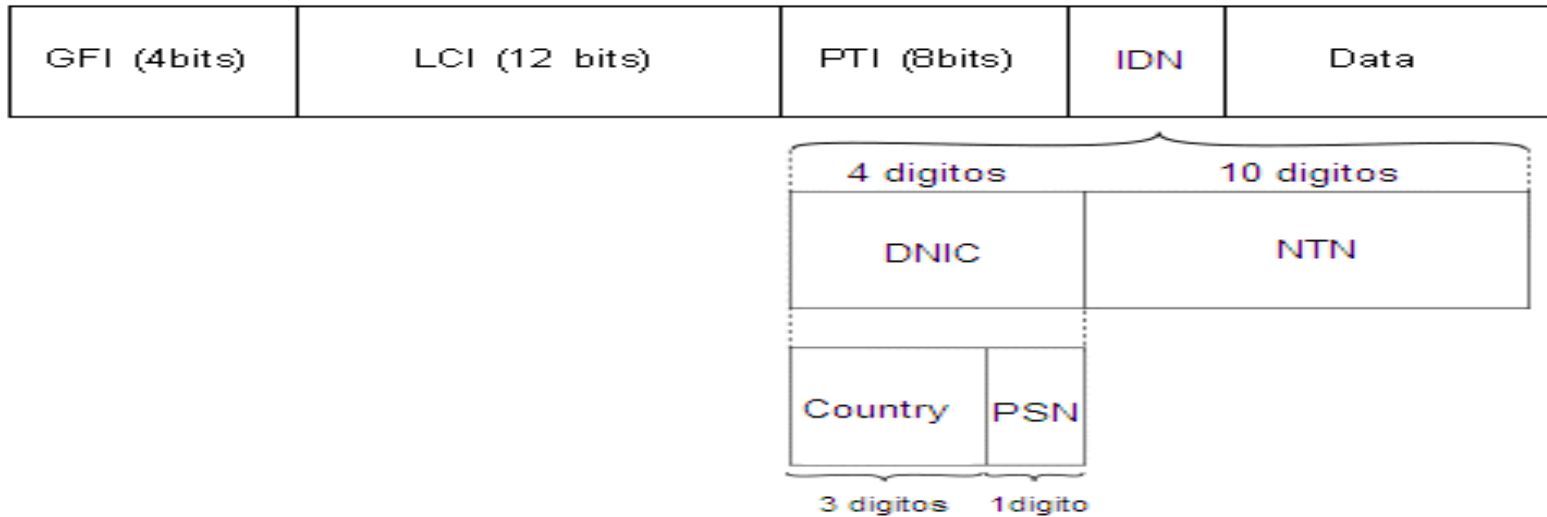 GFI (4bits) LCI (12 bits) PTI (8bits) IDN Data
4 digitos 10 digitos
DNIC NTN
Country PSN
3 digitos 1digito